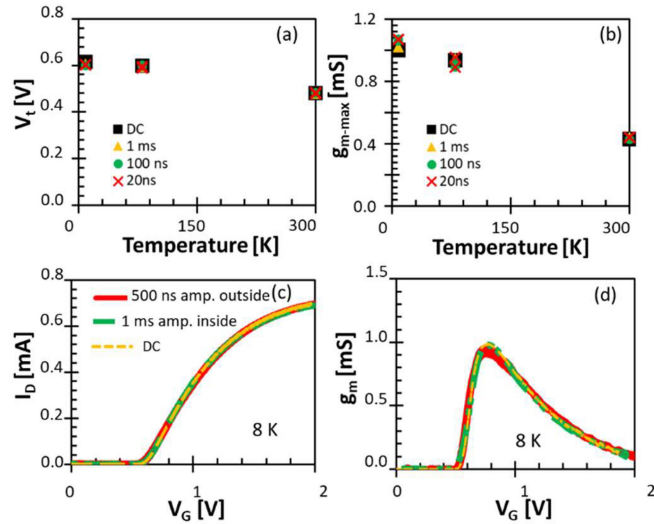 (a)
V_t [V]
0.8
0.6
0.4
0.2
0.0
DC
1 ms
100 ns
20ns
0
150
300
Temperature [K]
(b)
g_m-max [mS]
1.2
0.8
0.4
0.0
DC
1 ms
100 ns
20ns
0
150
300
Temperature [K]
(c)
I_D [mA]
0.8
0.6
0.4
0.2
0.0
500 ns amp. outside
1 ms amp. inside
DC
8 K
0
1
2
V_G [V]
(d)
g_m [mS]
1.5
1.0
0.5
0.0
8 K
0
1
2
V_G [V]